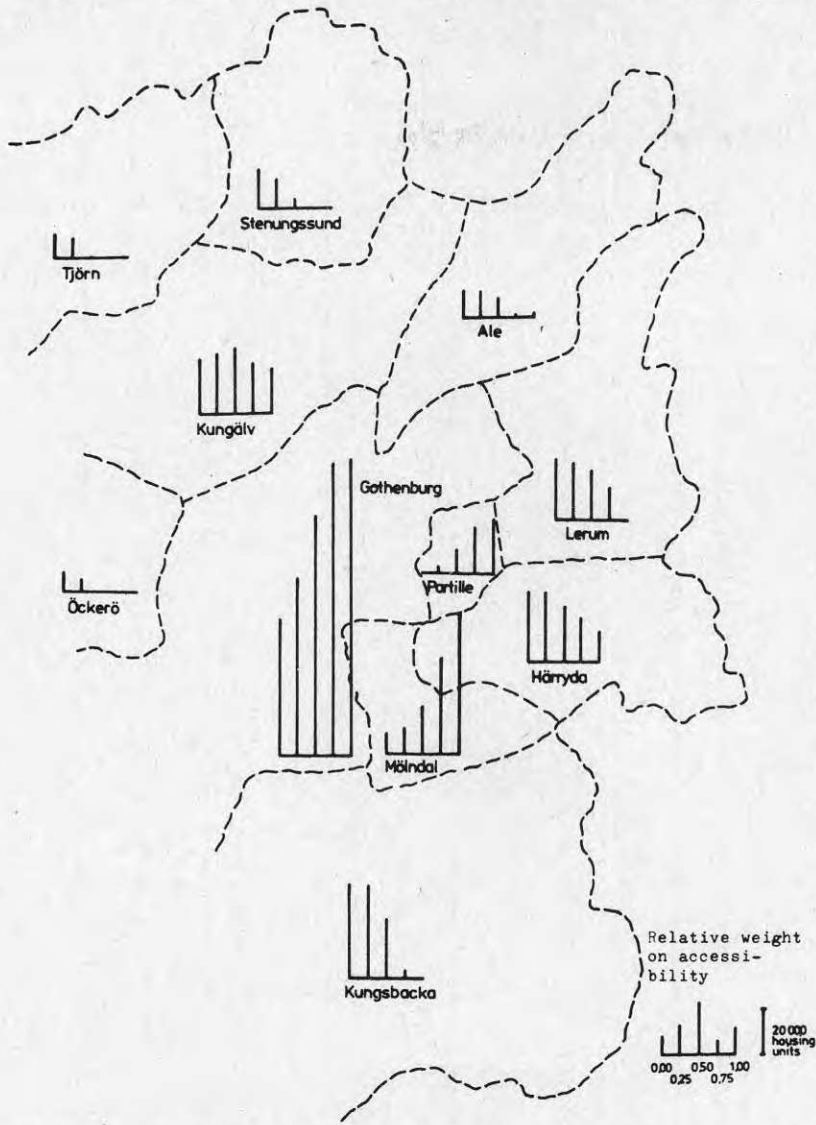 Stenungssund
Tjörn
Ale
Kungälv
Gothenburg
Lerum
Partille
Öckerö
Härryda
Mölndal
Relative weight
on accessi-
bility
Kungsbacka
20 000
housing
units
0,00 0,50 1,00
0,25 0,75